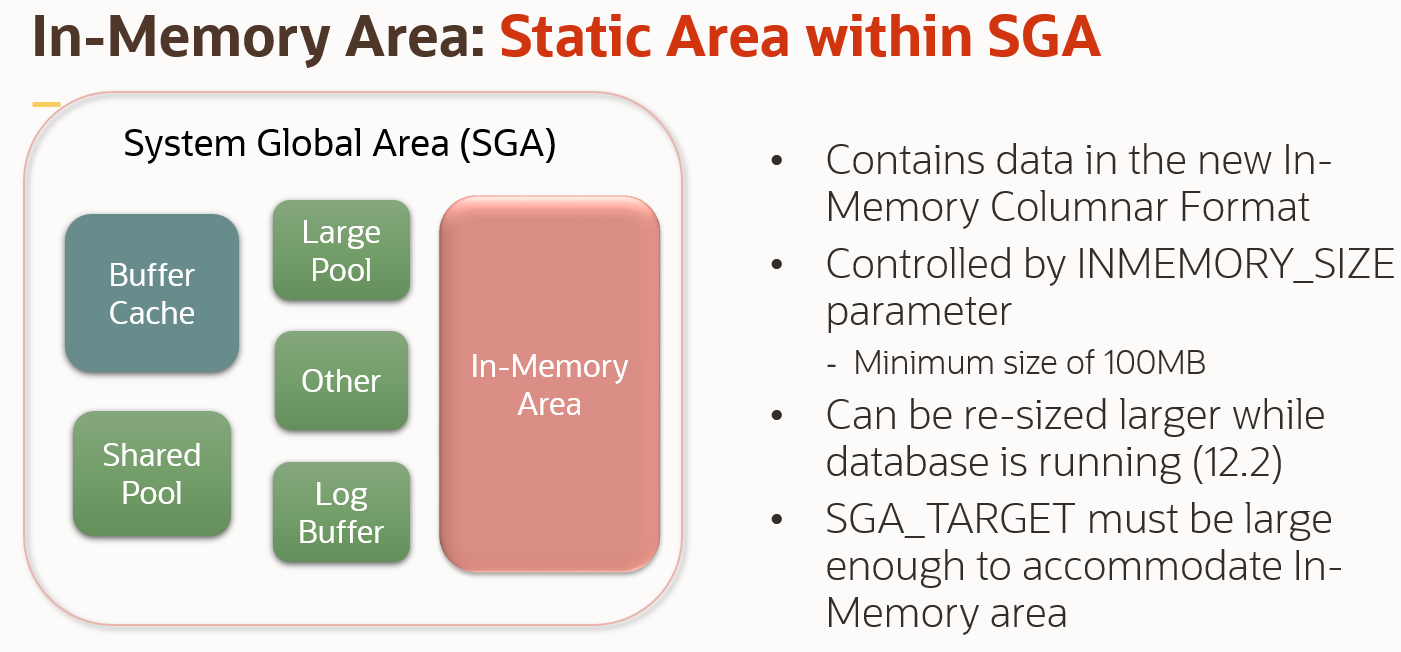 In-Memory Area: Static Area within SGA
System Global Area (SGA)
Buffer
Cache
Shared
Pool
Large
Pool
Other
Log
Buffer
In-Memory
Area
• Contains data in the new In-
Memory Columnar Format
• Controlled by INMEMORY_SIZE
parameter
- Minimum size of 100MB
• Can be re-sized larger while
database is running (12.2)
• SGA_TARGET must be large
enough to accommodate In-
Memory area